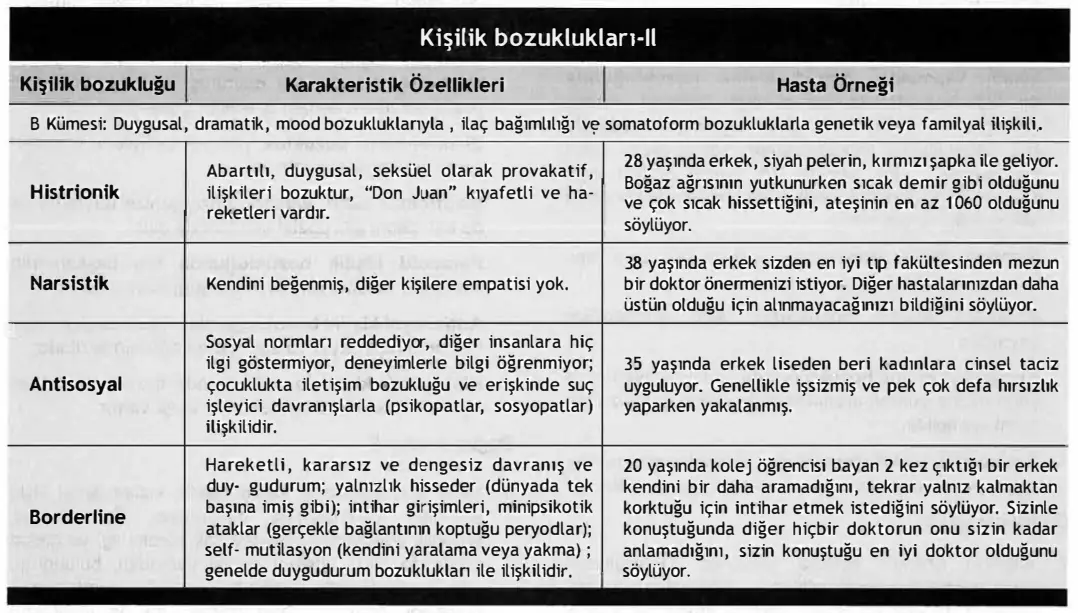 Kişilik bozuklukları-II
Kişilik bozukluğu
Karakteristik Özellikleri
Hasta Örneği
B Kümesi: Duygusal, dramatik, mood bozukluklarıyla , ilaç bağımlılığı ve somatoform bozukluklarla genetik veya familyal ilişkili.
Histrionik
Abartılı, duygusal, seksüel olarak provakatif,
ilişkileri bozuktur, “Don Juan” kıyafetli ve ha-
reketleri vardır.
28 yaşında erkek, siyah pelerin, kırmızı şapka ile geliyor.
Boğaz ağrısının yutkunurken sıcak demir gibi olduğunu
ve çok sıcak hissettiğini, ateşinin en az 1060 olduğunu
söylüyor.
Narsistik
Kendini beğenmiş, diğer kişilere empatisi yok.
38 yaşında erkek sizden en iyi tıp fakültesinden mezun
bir doktor önermenizi istiyor. Diğer hastalarınızdan daha
üstün olduğu için alınmayacağınızı bildiğini söylüyor.
Antisosyal
Sosyal normları reddediyor, diğer insanlara hiç
ilgi göstermiyor, deneyimlerle bilgi öğrenmyor;
çocuklukta iletişim bozukluğu ve erişkinde suç
işleyici davranışlarla (psikopatlar, sosyopatlar)
ilişkilidir.
35 yaşında erkek liseden beri kadınlara cinsel taciz
uyguluyor. Genellikle işsizmiş ve pek çok defa hırsızlık
yaparken yakalanmış.
Borderline
Hareketli, kararsız ve dengesiz davranış ve
duy- gudurum; yalnızlık hisseder (dünyada tek
başına imiş gibi); intihar girişimleri, minipsikotik
ataklar (gerçekle bağlantının koptuğu peryodlar);
self- mutilasyon (kendini yaralama veya yakma) ;
genelde duygudurum bozuklukları ile ilişkilidir.
20 yaşında kolej öğrencisi bayan 2 kez çıktığı bir erkek
kendini bir daha aramadığını, tekrar yalnız kalmaktan
korktuğu için intihar etmek istediğini söylüyor. Sizinle
konuştuğunda diğer hiçbir doktorun onu sizin kadar
anlamadığını, sizin konuştuğu en iyi doktor olduğunu
söylüyor.